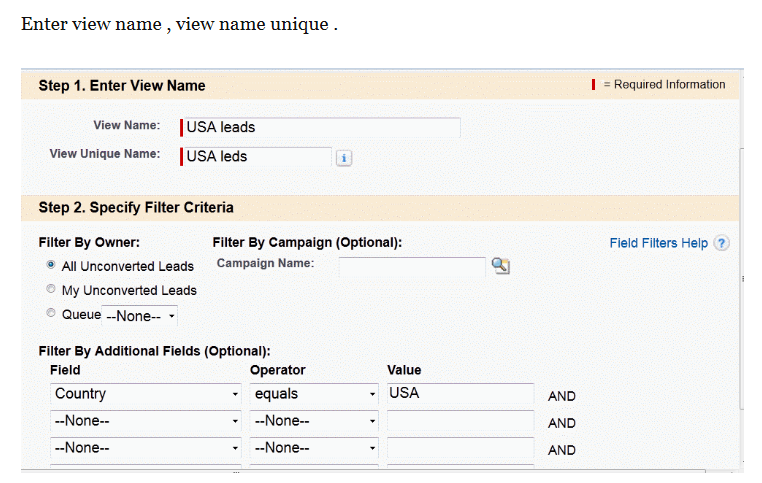 Enter view name , view name unique .
Step 1. Enter View Name
= Required Information
View Name: USA leads
View Unique Name: USA leds i
Step 2. Specify Filter Criteria
Filter By Owner: Filter By Campaign (Optional): Field Filters Help ?
All Unconverted Leads Campaign Name:
My Unconverted Leads
Queue --None--
Filter By Additional Fields (Optional):
Field Operator Value
Country equals USA AND
--None-- --None-- AND
--None-- --None-- AND